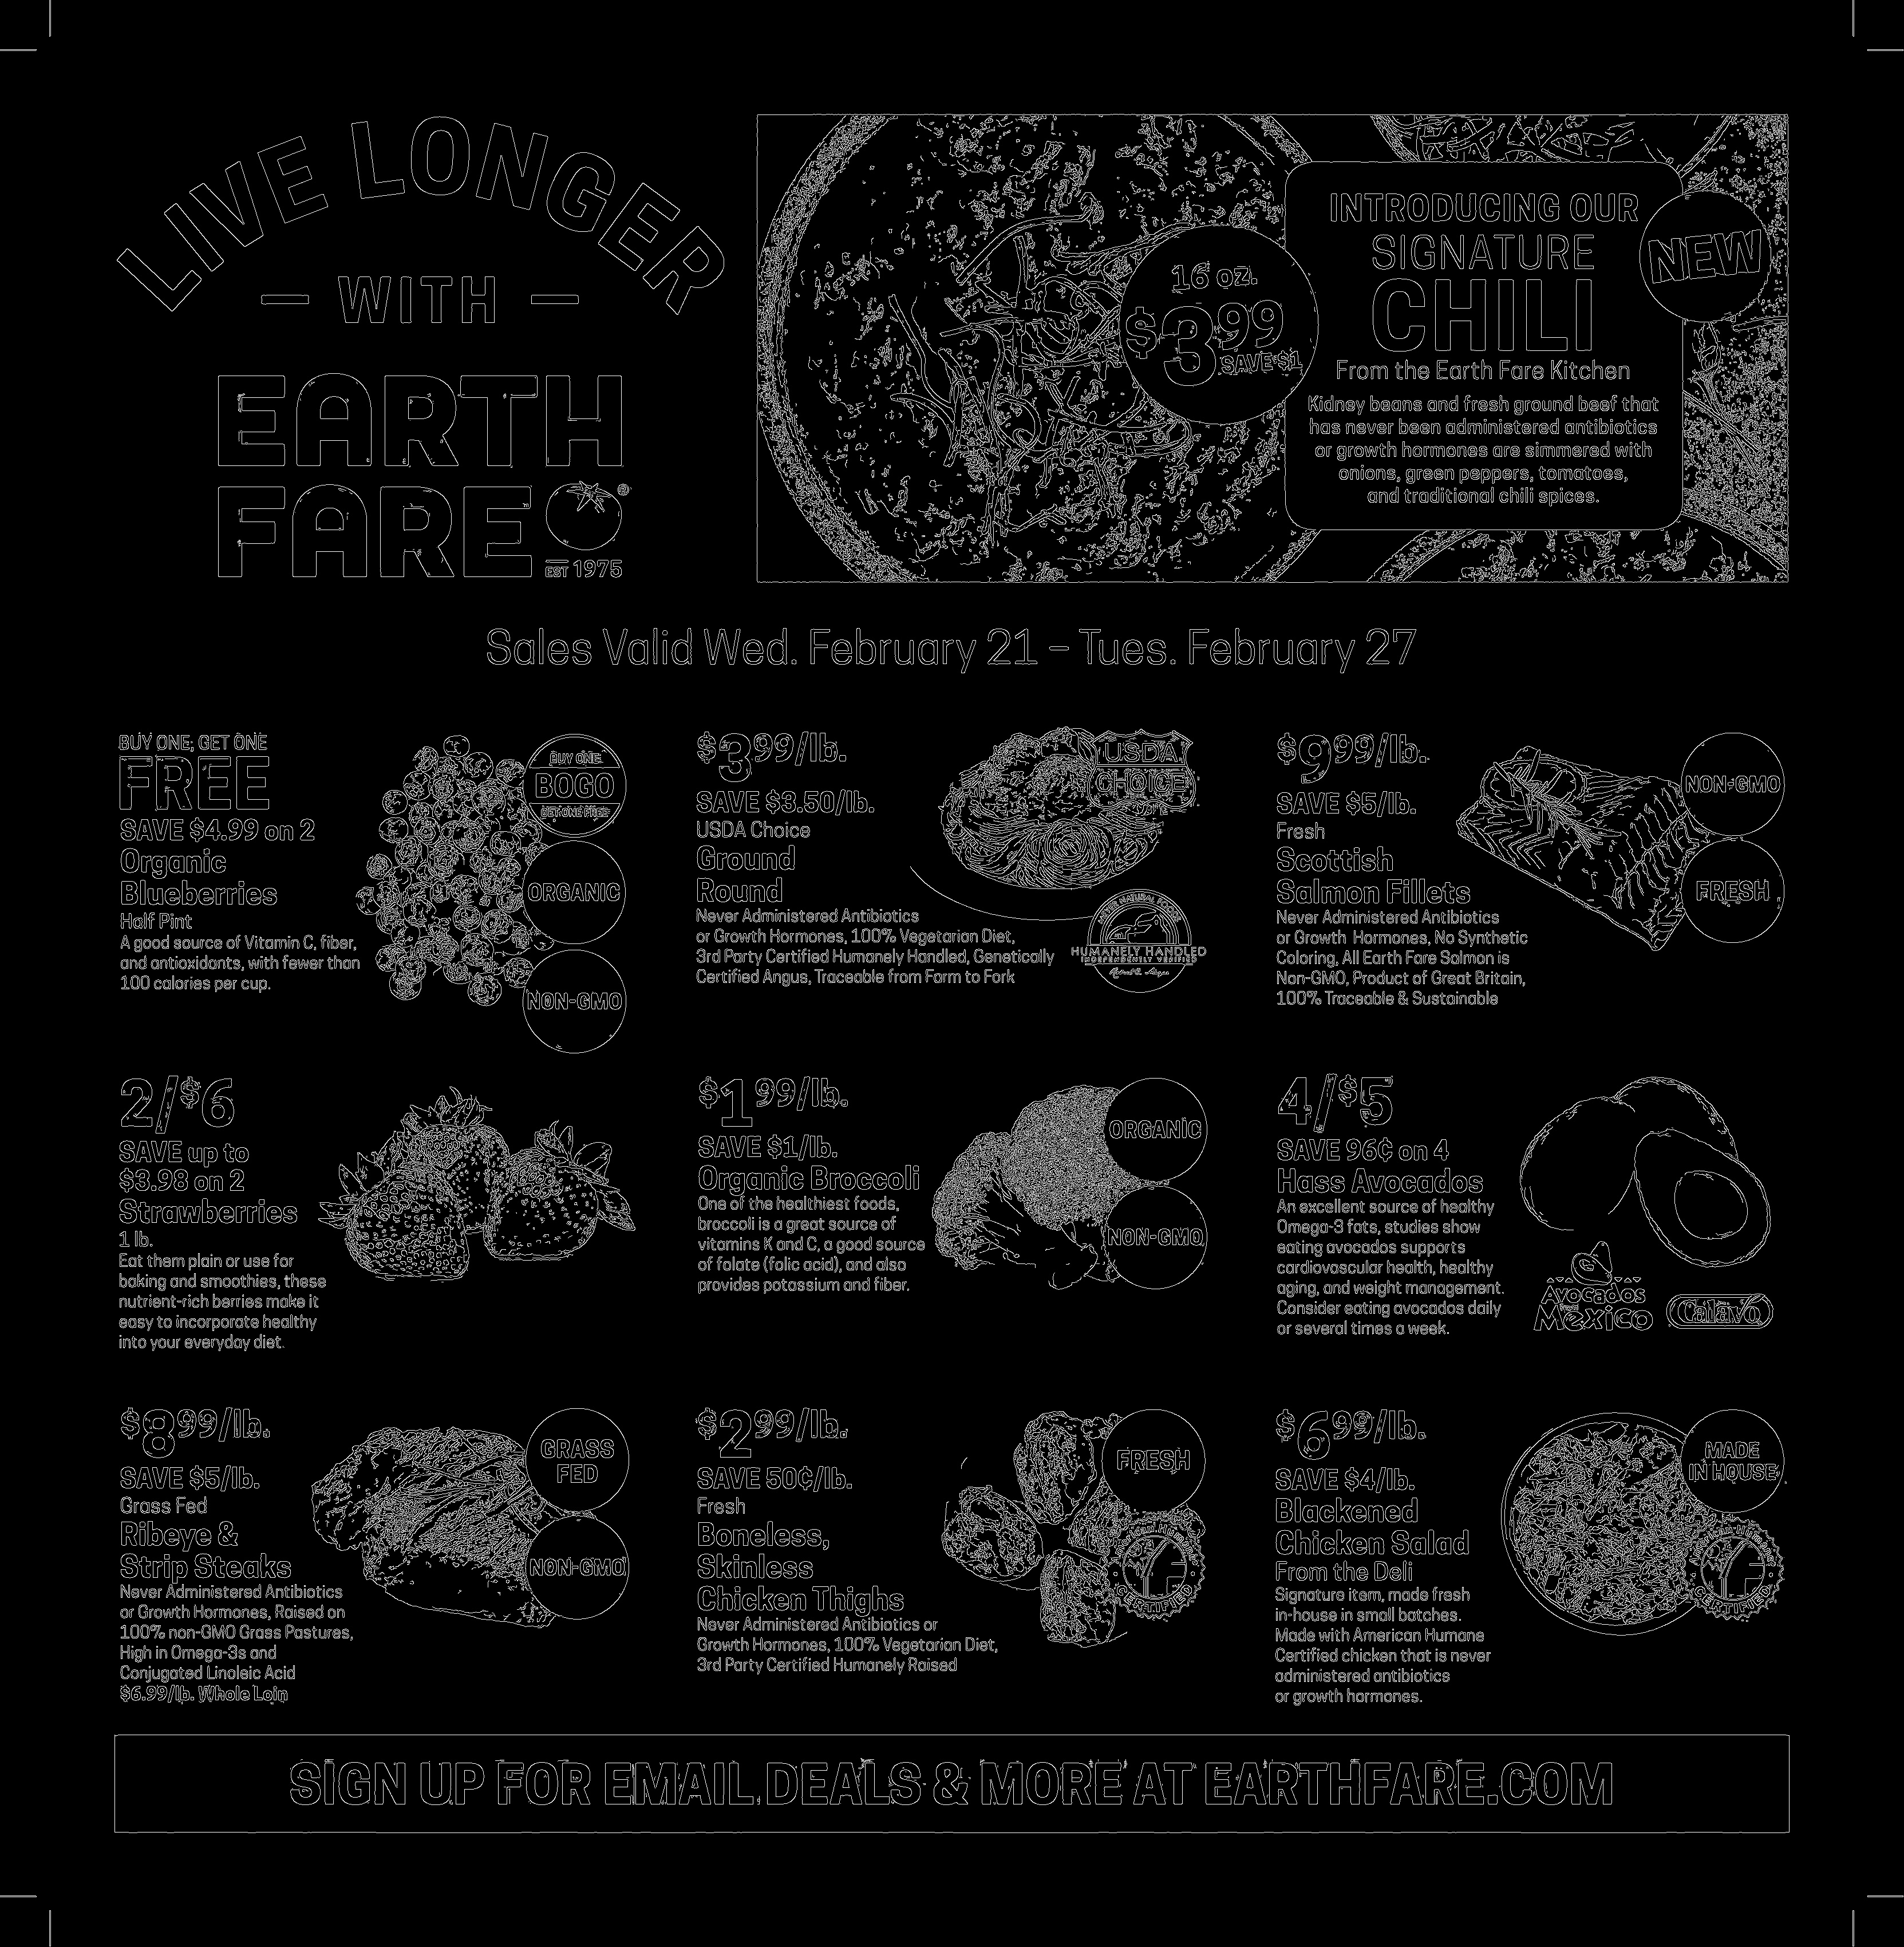 LIVE LONGER
WITH
EARTH
FARE
®
EST 1975
16 oz.
$3.99
SAVE $1
INTRODUCING OUR
SIGNATURE
CHILI
From the Earth Fare Kitchen
Kidney beans and fresh ground beef that
has never been administered antibiotics
or growth hormones are simmered with
onions, green peppers, tomatoes,
and traditional chili spices.
NEW
Sales Valid Wed. February 21 – Tues. February 27
BUY ONE, GET ONE
FREE
SAVE $4.99 on 2
Organic
Blueberries
Half Pint
A good source of Vitamin C, fiber,
and antioxidants, with fewer than
100 calories per cup.
BUY ONE
BOGO
GET ONE FREE
ORGANIC
NON-GMO
$399/lb.
SAVE $3.50/lb.
USDA Choice
Ground
Round
Never Administered Antibiotics
or Growth Hormones, 100% Vegetarian Diet,
3rd Party Certified Humanely Handled, Genetically
Certified Angus, Traceable from Farm to Fork
USDA
CHOICE
HUMANELY HANDLED
INDEPENDENTLY VERIFIED
$999/lb.
SAVE $5/lb.
Fresh
Scottish
Salmon Fillets
Never Administered Antibiotics
or Growth Hormones, No Synthetic
Coloring, All Earth Fare Salmon is
Non-GMO, Product of Great Britain,
100% Traceable & Sustainable
NON-GMO
FRESH
2/$6
SAVE up to
$3.98 on 2
Strawberries
1 lb.
Eat them plain or use for
baking and smoothies, these
nutrient-rich berries make it
easy to incorporate healthy
into your everyday diet.
$199/lb.
SAVE $1/lb.
Organic Broccoli
One of the healthiest foods,
broccoli is a great source of
vitamins K and C, a good source
of folate (folic acid), and also
provides potassium and fiber.
ORGANIC
NON-GMO
4/$5
SAVE 96¢ on 4
Hass Avocados
An excellent source of healthy
Omega-3 fats, studies show
eating avocados supports
cardiovascular health, healthy
aging, and weight management.
Consider eating avocados daily
or several times a week.
Avocados
from
Mexico
Calavo
$899/lb.
SAVE $5/lb.
Grass Fed
Ribeye &
Strip Steaks
Never Administered Antibiotics
or Growth Hormones, Raised on
100% non-GMO Grass Pastures,
High in Omega-3s and
Conjugated Linoleic Acid
$6.99/lb. Whole Loin
GRASS
FED
NON-GMO
$299/lb.
SAVE 50¢/lb.
Fresh
Boneless,
Skinless
Chicken Thighs
Never Administered Antibiotics or
Growth Hormones, 100% Vegetarian Diet,
3rd Party Certified Humanely Raised
FRESH
CERTIFIED
$699/lb.
SAVE $4/lb.
Blackened
Chicken Salad
From the Deli
Signature item, made fresh
in-house in small batches.
Made with American Humane
Certified chicken that is never
administered antibiotics
or growth hormones.
MADE
IN HOUSE
CERTIFIED
SIGN UP FOR EMAIL DEALS & MORE AT EARTHFARE.COM